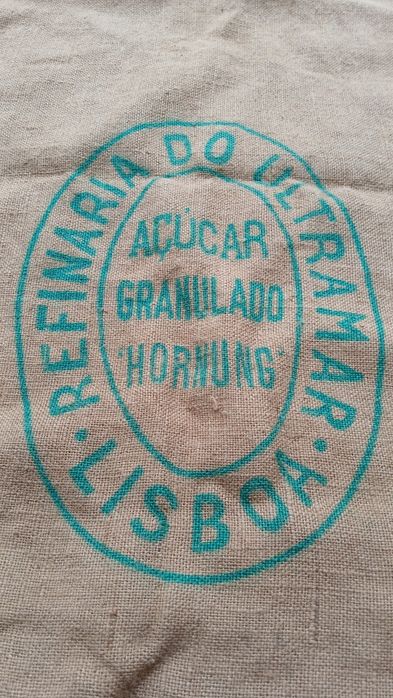 REFINARIA DO ULTRAMAR
AÇÚCAR
GRANULADO
"HORNUNG"
· LISBOA ·